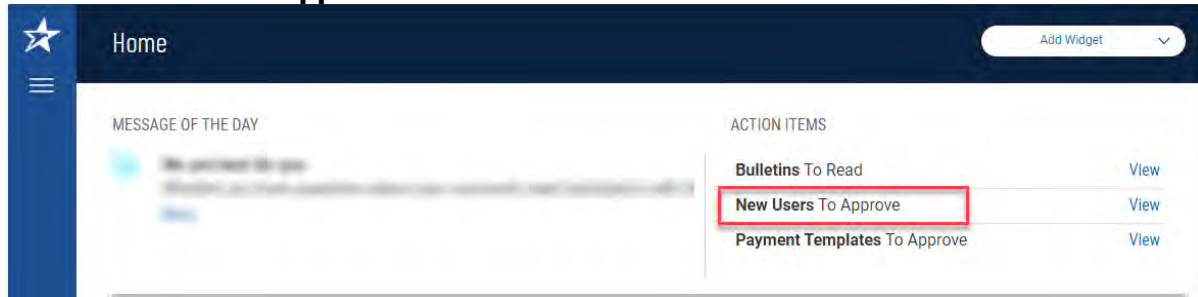 Home
Add Widget
MESSAGE OF THE DAY
ACTION ITEMS
Bulletins To Read View
New Users To Approve View
Payment Templates To Approve View